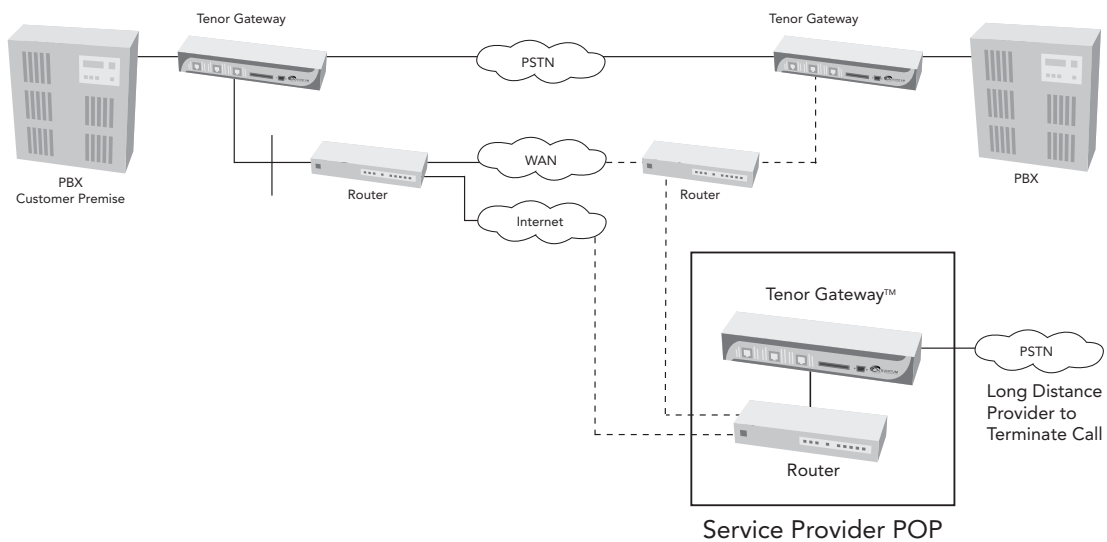 Tenor Gateway
Tenor Gateway
PSTN
PBX
Customer Premise
WAN
Router
Router
PBX
Internet
Tenor Gateway™
PSTN
Long Distance
Provider to
Terminate Call
Router
Service Provider POP